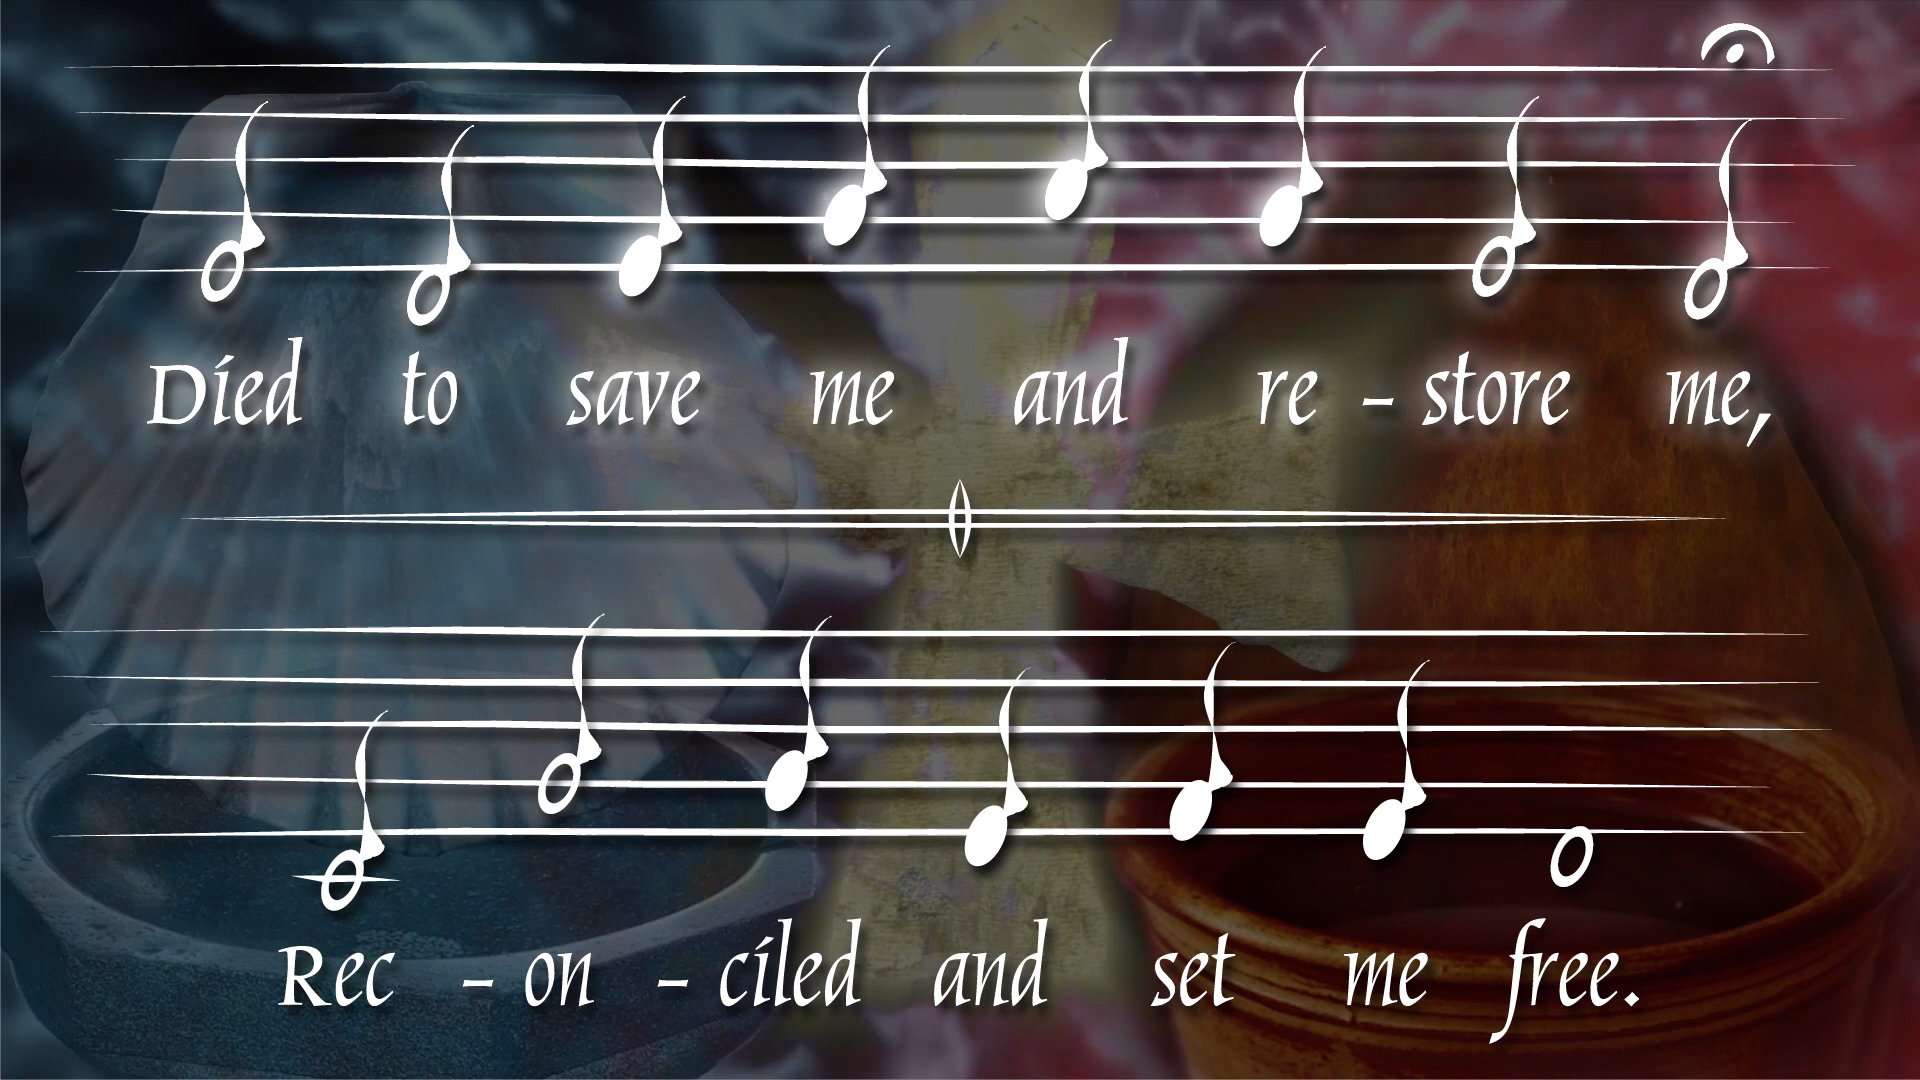 Died to save me and re - store me,
Rec - on - ciled and set me free.